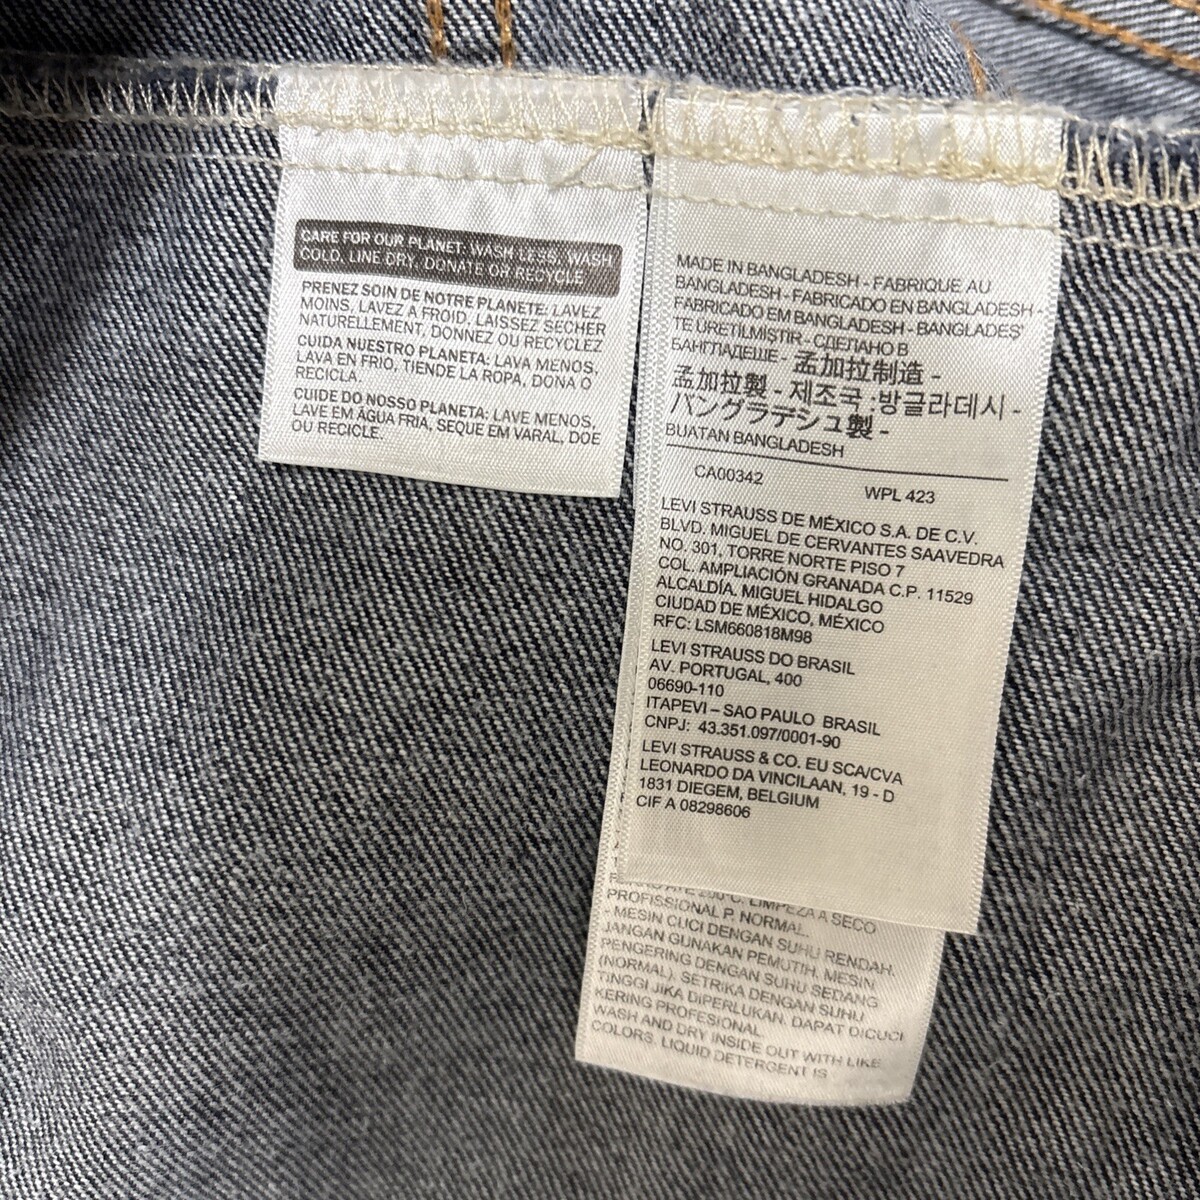 CARE FOR OUR PLANET: WASH LESS, WASH
COLD, LINE DRY, DONATE OR RECYCLE
PRENEZ SOIN DE NOTRE PLANETE: LAVEZ
MOINS, LAVEZ A FROID, LAISSEZ SECHER
NATURELLEMENT, DONNEZ OU RECYCLEZ
CUIDA NUESTRO PLANETA: LAVA MENOS,
LAVA EN FRIO, TIENDE LA ROPA, DONA O
RECICLA.
CUIDE DO NOSSO PLANETA: LAVE MENOS,
LAVE EM ÁGUA FRIA, SEQUE EM VARAL, DOE
OU RECICLE.
MADE IN BANGLADESH - FABRIQUE AU
BANGLADESH - FABRICADO EN BANGLADESH -
FABRICADO EM BANGLADESH - BANGLADEŞ'
TE ÜRETİLMİŞTİR - СДЕЛАНО В
БАНГЛАДЕШЕ - 孟加拉制造 -
孟加拉製 - 제조국 :방글라데시 -
バングラデシュ製 -
BUATAN BANGLADESH
CA00342 WPL 423
LEVI STRAUSS DE MÉXICO S.A. DE C.V.
BLVD. MIGUEL DE CERVANTES SAAVEDRA
NO. 301, TORRE NORTE PISO 7
COL. AMPLIACIÓN GRANADA C.P. 11529
ALCALDÍA. MIGUEL HIDALGO
CIUDAD DE MÉXICO, MÉXICO
RFC: LSM660818M98
LEVI STRAUSS DO BRASIL
AV. PORTUGAL, 400
06690-110
ITAPEVI – SAO PAULO BRASIL
CNPJ: 43.351.097/0001-90
LEVI STRAUSS & CO. EU SCA/CVA
LEONARDO DA VINCILAAN, 19 - D
1831 DIEGEM, BELGIUM
CIF A 08298606
ATE 200°C. LIMPEZA A SECO
PROFISSIONAL P. NORMAL.
- MESIN CUCI DENGAN SUHU RENDAH.
JANGAN GUNAKAN PEMUTIH. MESIN
PENGERING DENGAN SUHU SEDANG
(NORMAL). SETRIKA DENGAN SUHU
TINGGI JIKA DIPERLUKAN. DAPAT DICUCI
KERING PROFESIONAL
WASH AND DRY INSIDE OUT WITH LIKE
COLORS. LIQUID DETERGENT IS